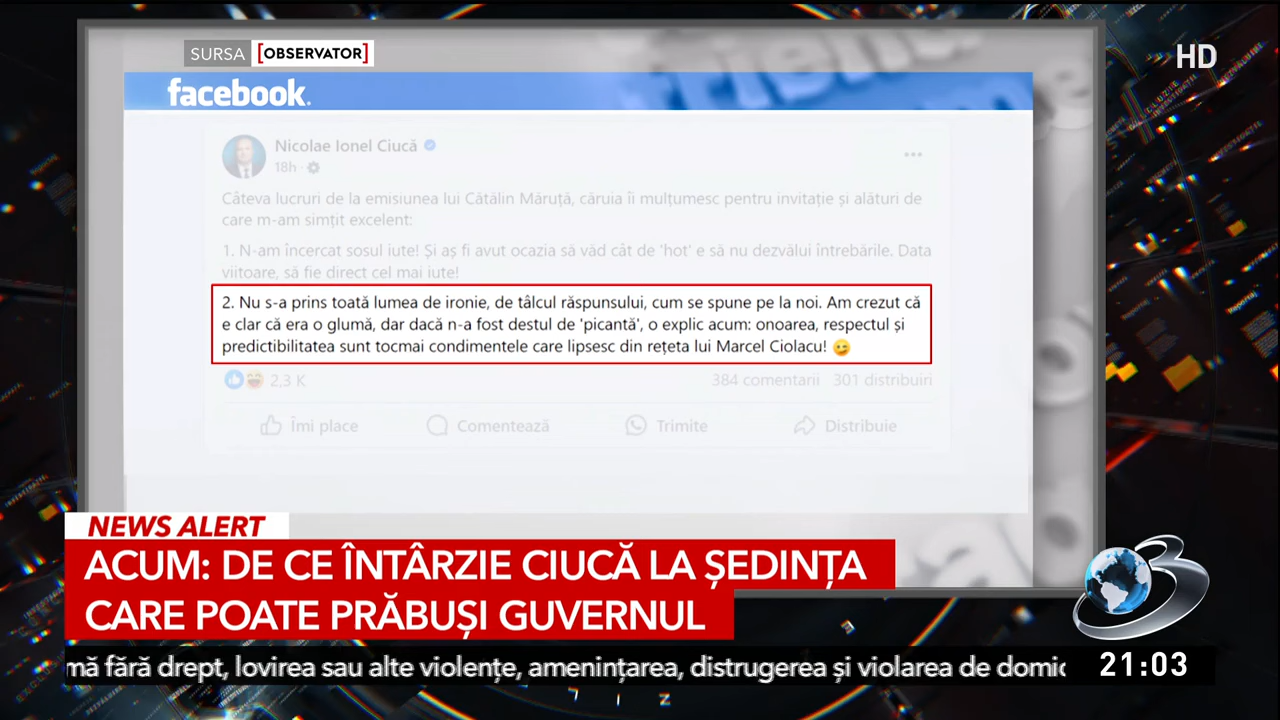 SURSA [OBSERVATOR]
HD
facebook.
Nicolae Ionel Ciucă
18h
Câteva lucruri de la emisiunea lui Cătălin Măruță, căruia îi mulțumesc pentru invitație și alături de
care m-am simțit excelent:
1. N-am încercat sosul iute! Și aș fi avut ocazia să văd cât de 'hot' e să nu dezvălui întrebările. Data
viitoare, să fie direct cel mai iute!
2. Nu s-a prins toată lumea de ironie, de tâlcul răspunsului, cum se spune pe la noi. Am crezut că
e clar că era o glumă, dar dacă n-a fost destul de 'picantă', o explic acum: onoarea, respectul și
predictibilitatea sunt tocmai condimentele care lipsesc din rețeta lui Marcel Ciolacu! 😜
2,3 K 384 comentarii 301 distribuiri
Îmi place Comentează Trimite Distribuie
NEWS ALERT
ACUM: DE CE ÎNTÂRZIE CIUCĂ LA ȘEDINȚA
CARE POATE PRĂBUȘI GUVERNUL
3
mă fără drept, lovirea sau alte violențe, amenințarea, distrugerea și violarea de domic
21:03